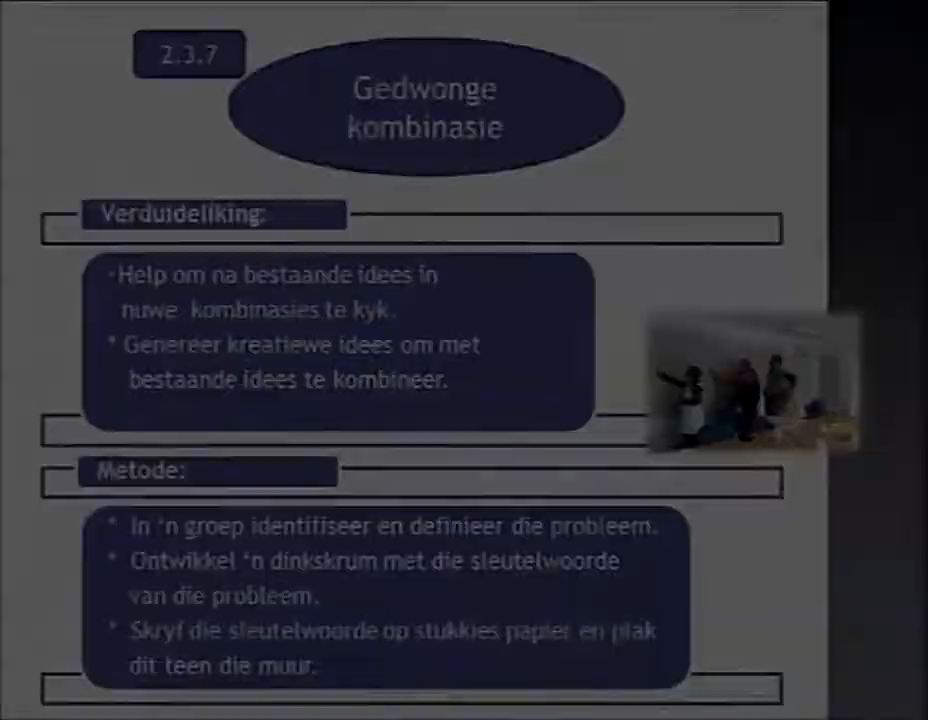 2.3.7
Gedwonge
kombinasie
Verduideliking:
•Help om na bestaande idees in
nuwe kombinasies te kyk.
• Genereer kreatiewe idees om met
bestaande idees te kombineer.
Metode:
• In 'n groep identifiseer en definieer die probleem.
• Ontwikkel 'n dinkskrum met die sleutelwoorde
van die probleem.
• Skryf die sleutelwoorde op stukkies papier en plak
dit teen die muur.